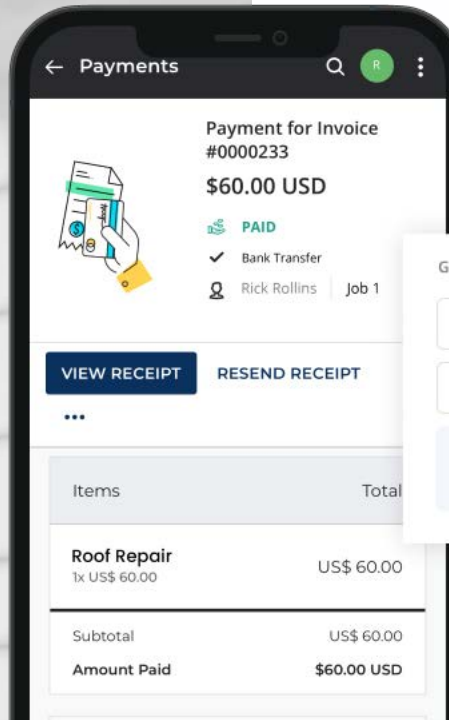 Payments
R
Payment for Invoice
#0000233
$60.00 USD
PAID
Bank Transfer
Rick Rollins Job 1
G
VIEW RECEIPT RESEND RECEIPT
Items Total
Roof Repair
1x US$ 60.00 US$ 60.00
Subtotal US$ 60.00
Amount Paid $60.00 USD